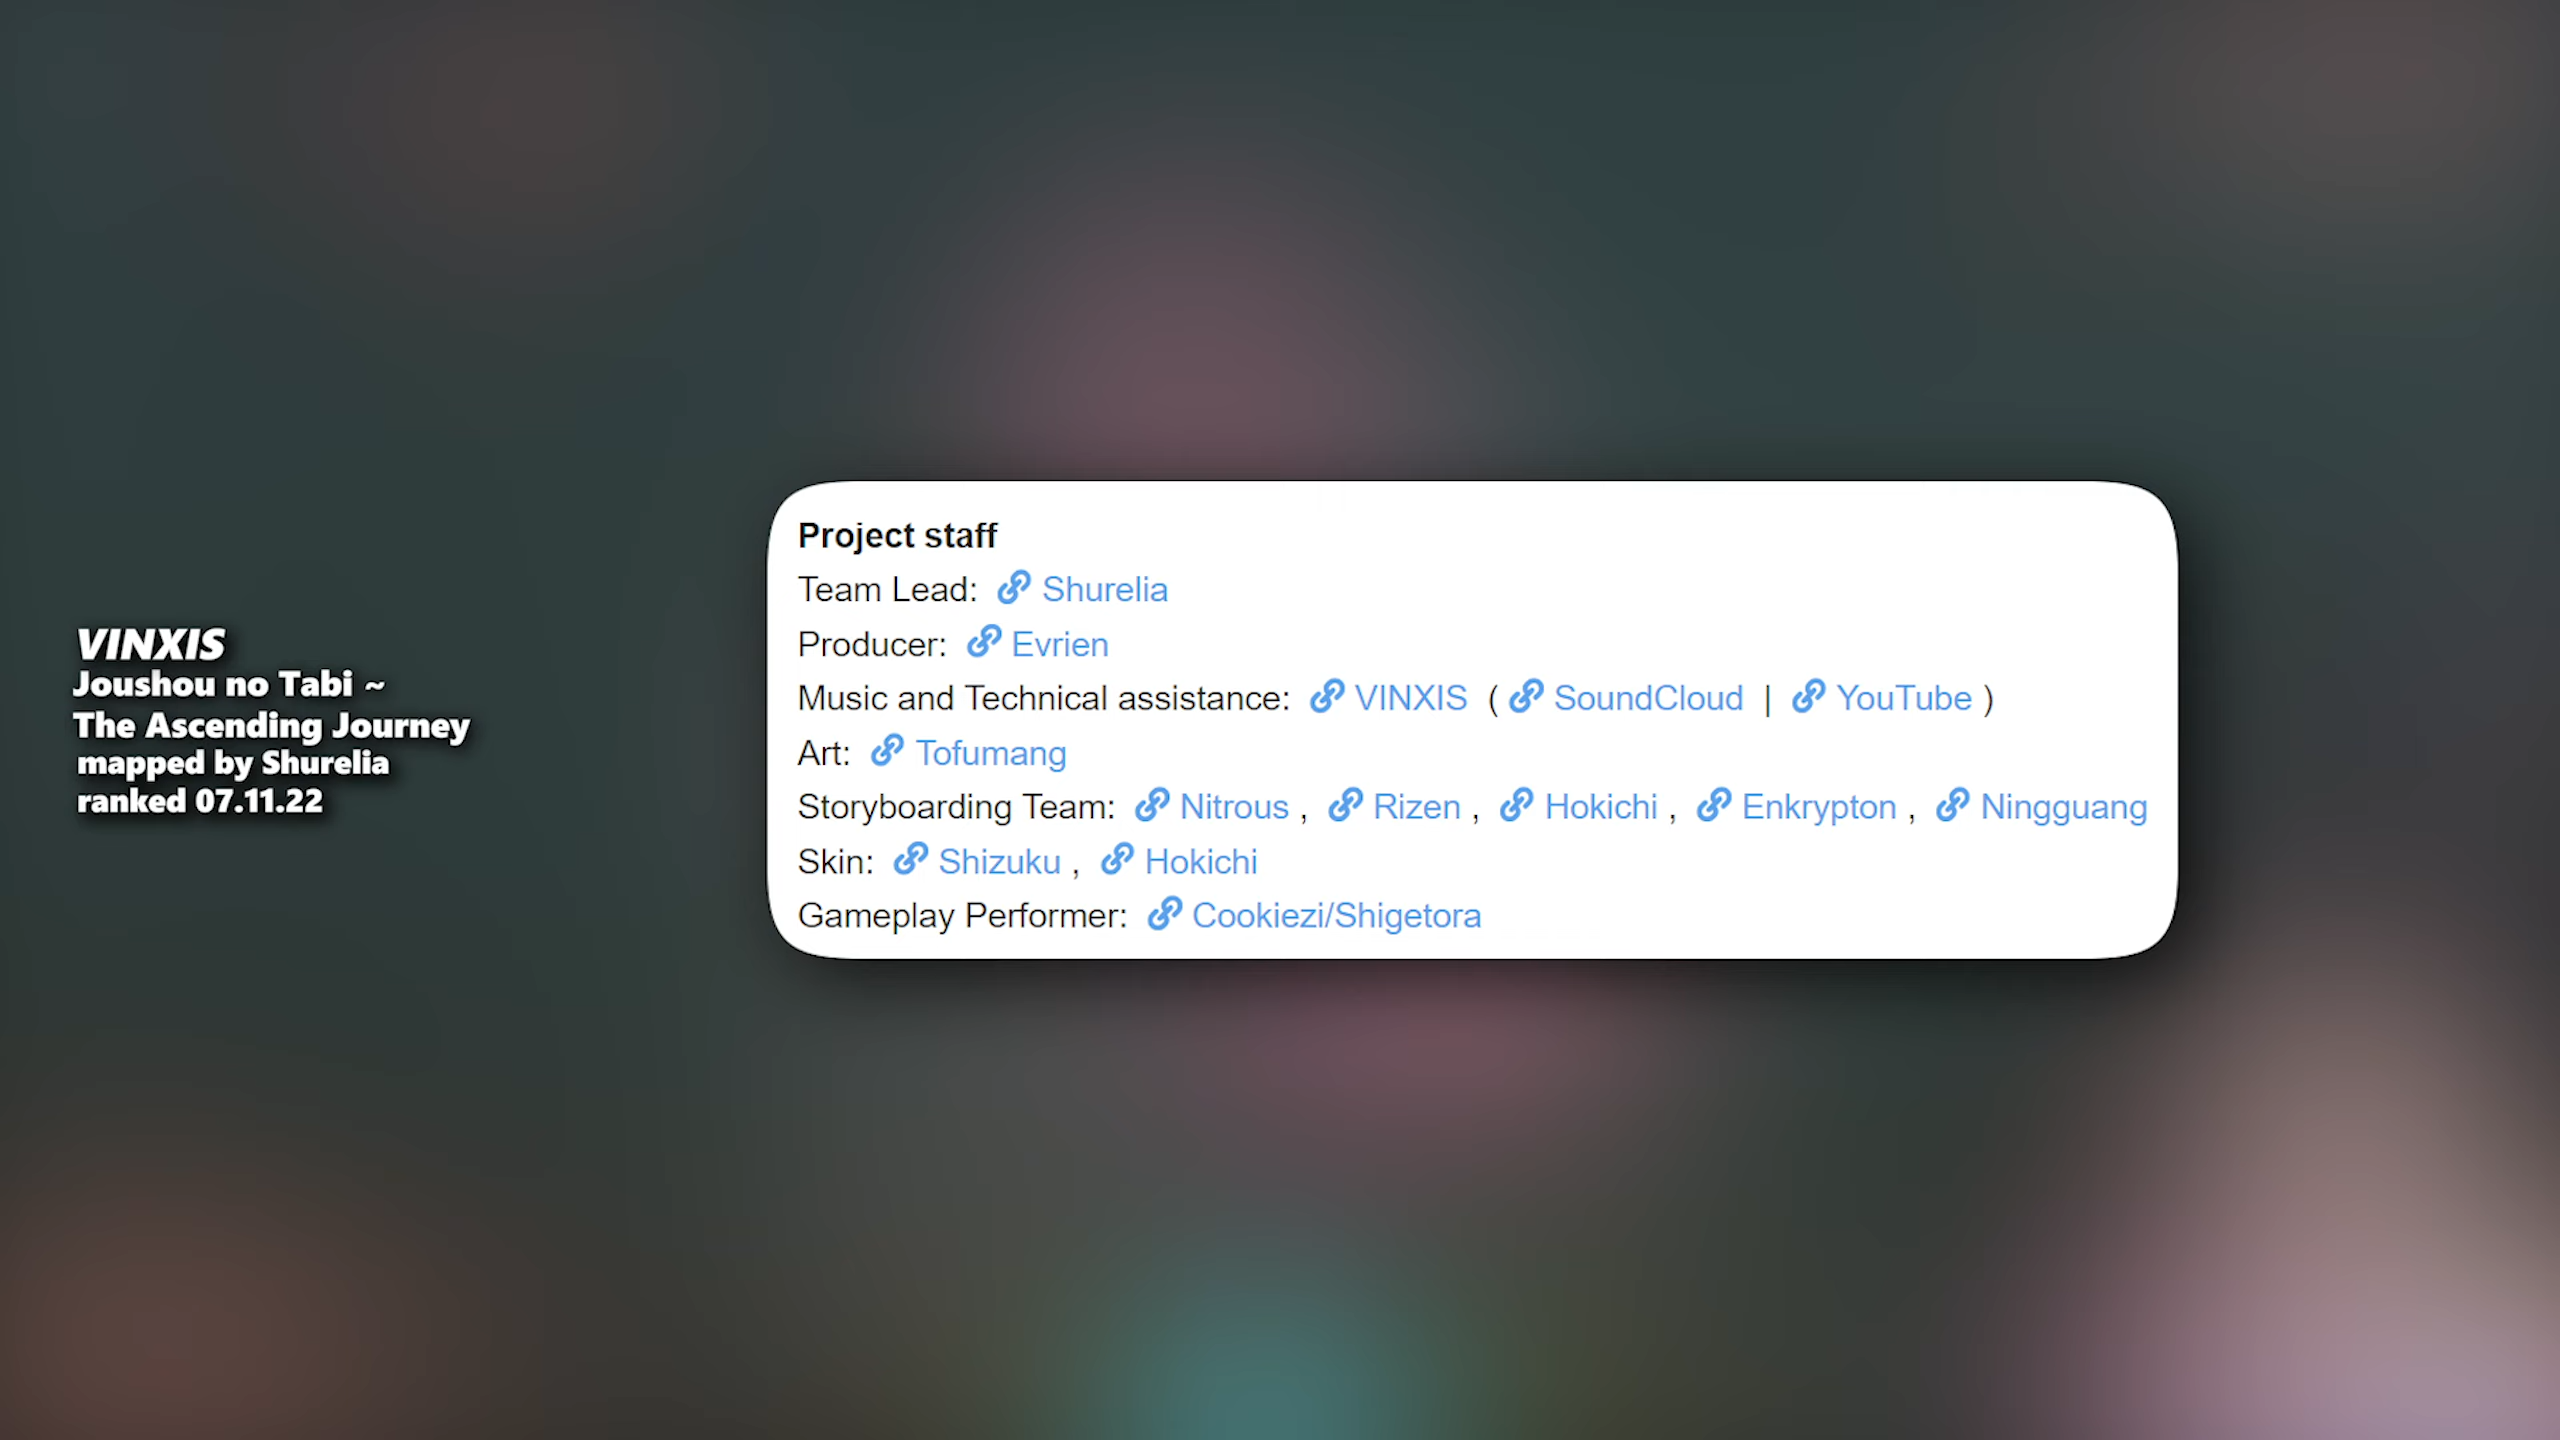 VINXIS
Joushou no Tabi ~
The Ascending Journey
mapped by Shurelia
ranked 07.11.22
Project staff
Team Lead: Shurelia
Producer: Evrien
Music and Technical assistance: VINXIS ( SoundCloud | YouTube )
Art: Tofumang
Storyboarding Team: Nitrous , Rizen , Hokichi , Enkrypton , Ningguang
Skin: Shizuku , Hokichi
Gameplay Performer: Cookiezi/Shigetora